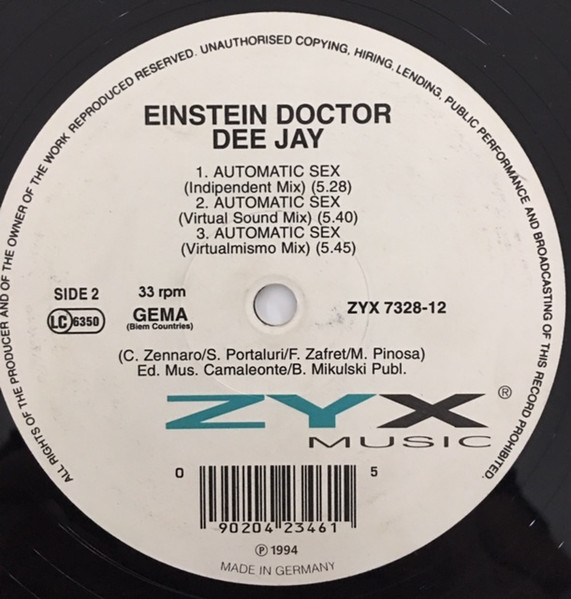 ALL RIGHTS OF THE PRODUCER AND OF THE OWNER OF THE WORK REPRODUCED RESERVED. UNAUTHORISED COPYING, HIRING, LENDING, PUBLIC PERFORMANCE AND BROADCASTING OF THIS RECORD PROHIBITED.
EINSTEIN DOCTOR
DEE JAY
1. AUTOMATIC SEX
(Indipendent Mix) (5.28)
2. AUTOMATIC SEX
(Virtual Sound Mix) (5.40)
3. AUTOMATIC SEX
(Virtualmismo Mix) (5.45)
SIDE 2 33 rpm
LC 6350 GEMA
(Biem Countries)
ZYX 7328-12
(C. Zennaro/S. Portaluri/F. Zafret/M. Pinosa)
Ed. Mus. Camaleonte/B. Mikulski Publ.
ZYX ®
MUSIC
0 90204 23461 5
℗ 1994
MADE IN GERMANY